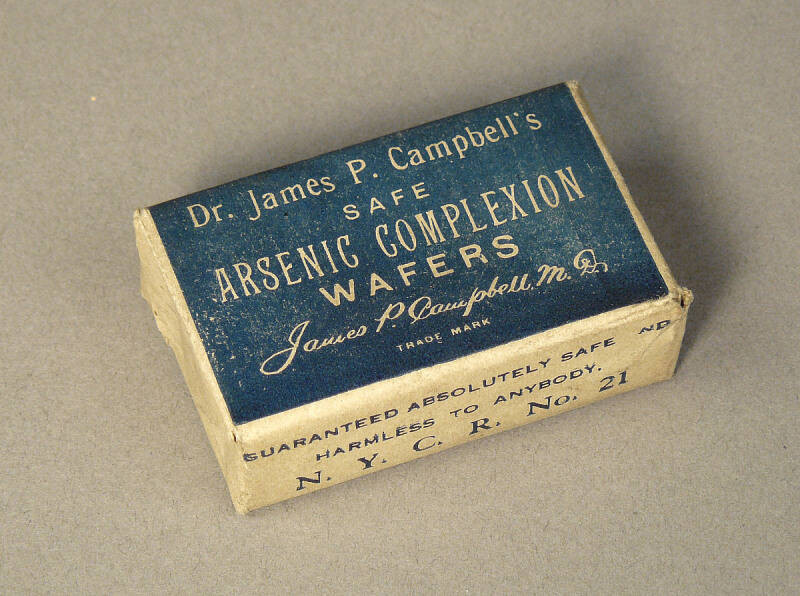 Dr. James P. Campbell's
SAFE
ARSENIC COMPLEXION
WAFERS
James P. Campbell, M.D.
TRADE MARK
GUARANTEED ABSOLUTELY SAFE AND
HARMLESS TO ANYBODY.
N. Y. C. R. No. 21